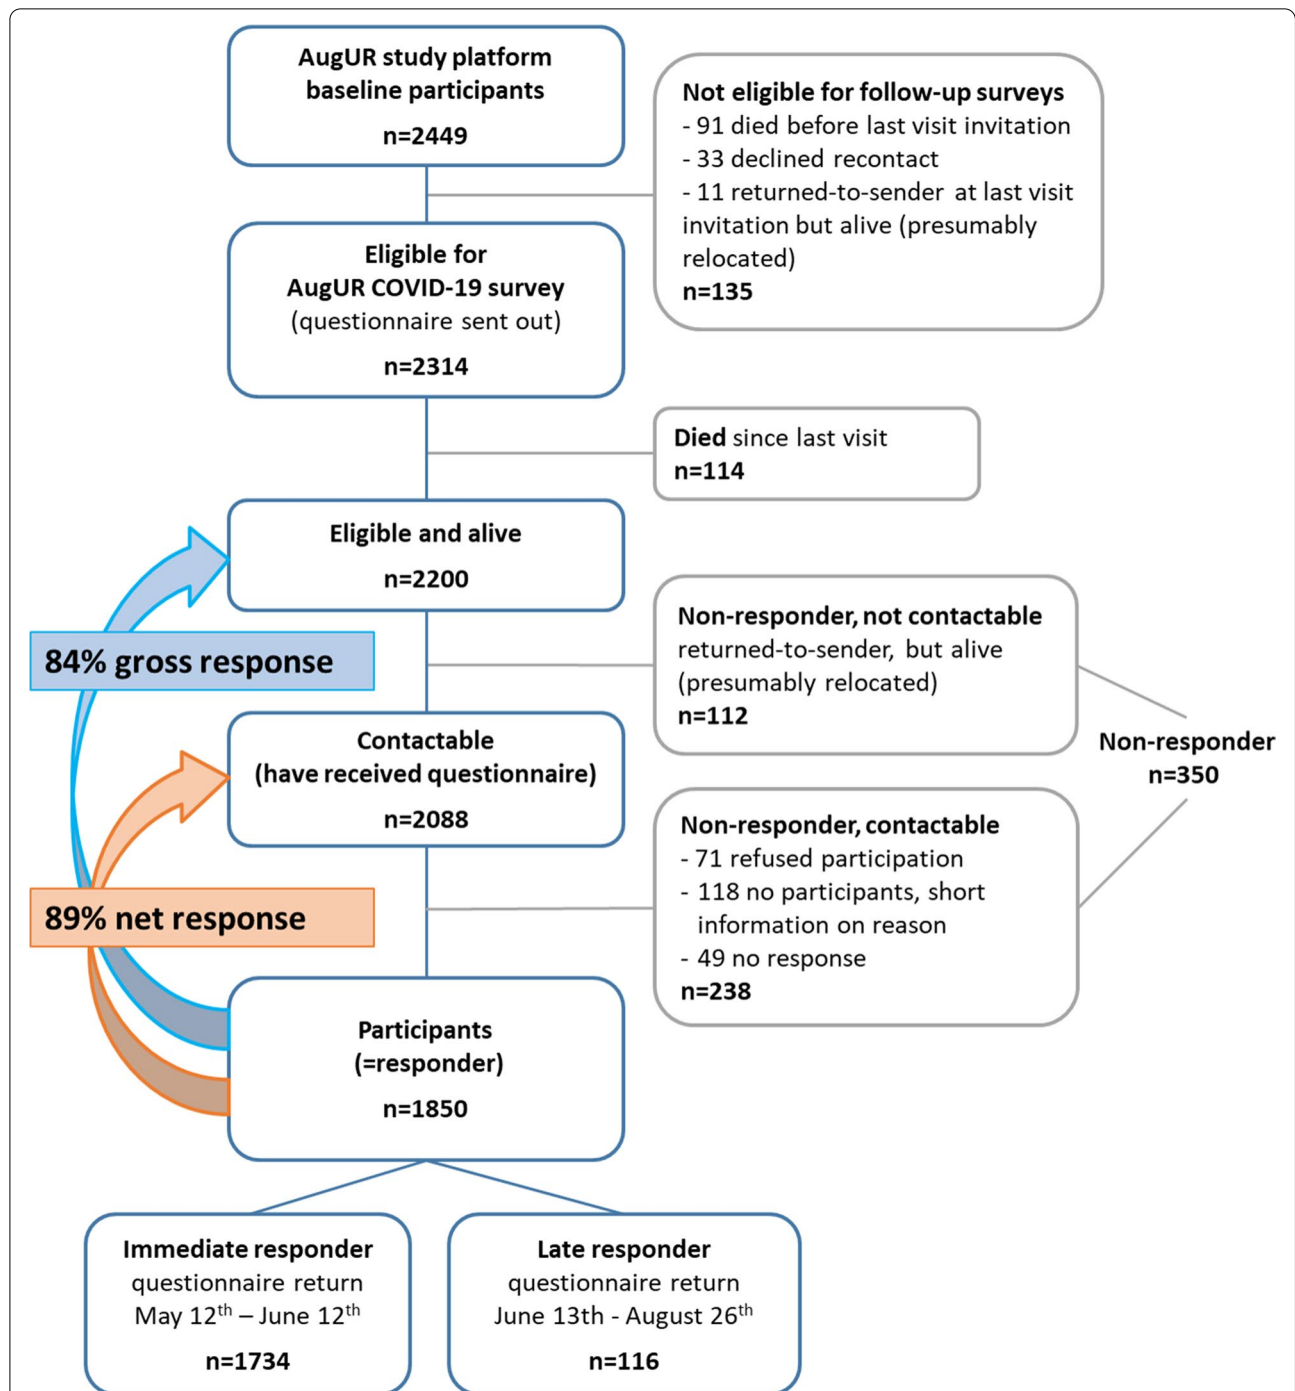 AugUR study platform
baseline participants
n=2449
Not eligible for follow-up surveys
- 91 died before last visit invitation
- 33 declined recontact
- 11 returned-to-sender at last visit
invitation but alive (presumably
relocated)
n=135
Eligible for
AugUR COVID-19 survey
(questionnaire sent out)
n=2314
Died since last visit
n=114
Eligible and alive
n=2200
84% gross response
Non-responder, not contactable
returned-to-sender, but alive
(presumably relocated)
n=112
Contactable
(have received questionnaire)
n=2088
Non-responder
n=350
Non-responder, contactable
- 71 refused participation
- 118 no participants, short
information on reason
- 49 no response
n=238
89% net response
Participants
(=responder)
n=1850
Immediate responder
questionnaire return
May 12th – June 12th
n=1734
Late responder
questionnaire return
June 13th - August 26th
n=116